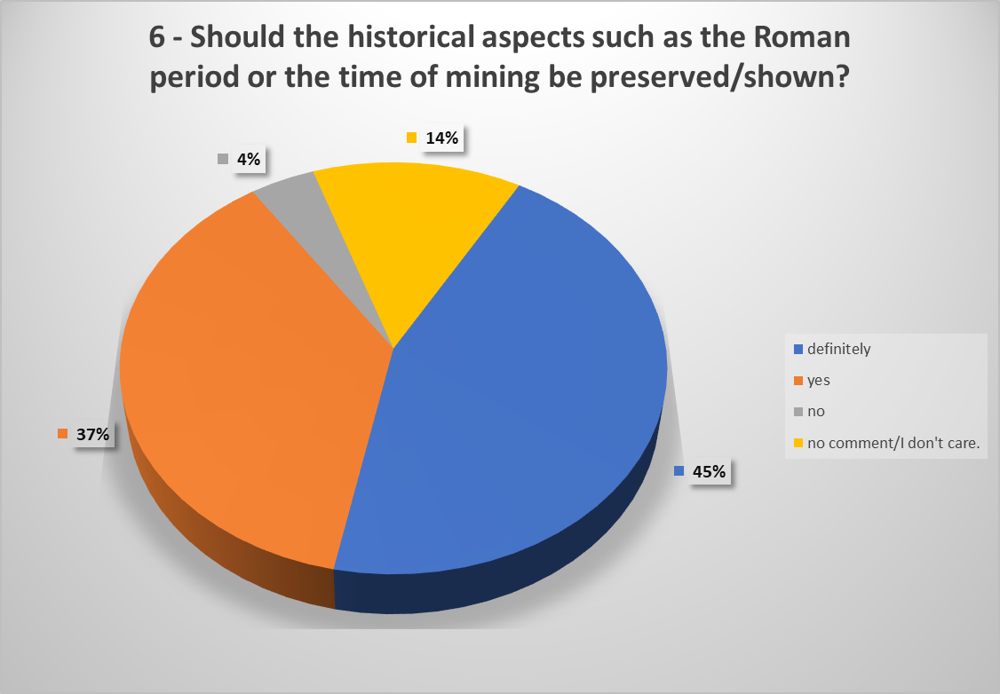 6 - Should the historical aspects such as the Roman
period or the time of mining be preserved/shown?
14%
4%
37%
45%
definitely
yes
no
no comment/I don't care.